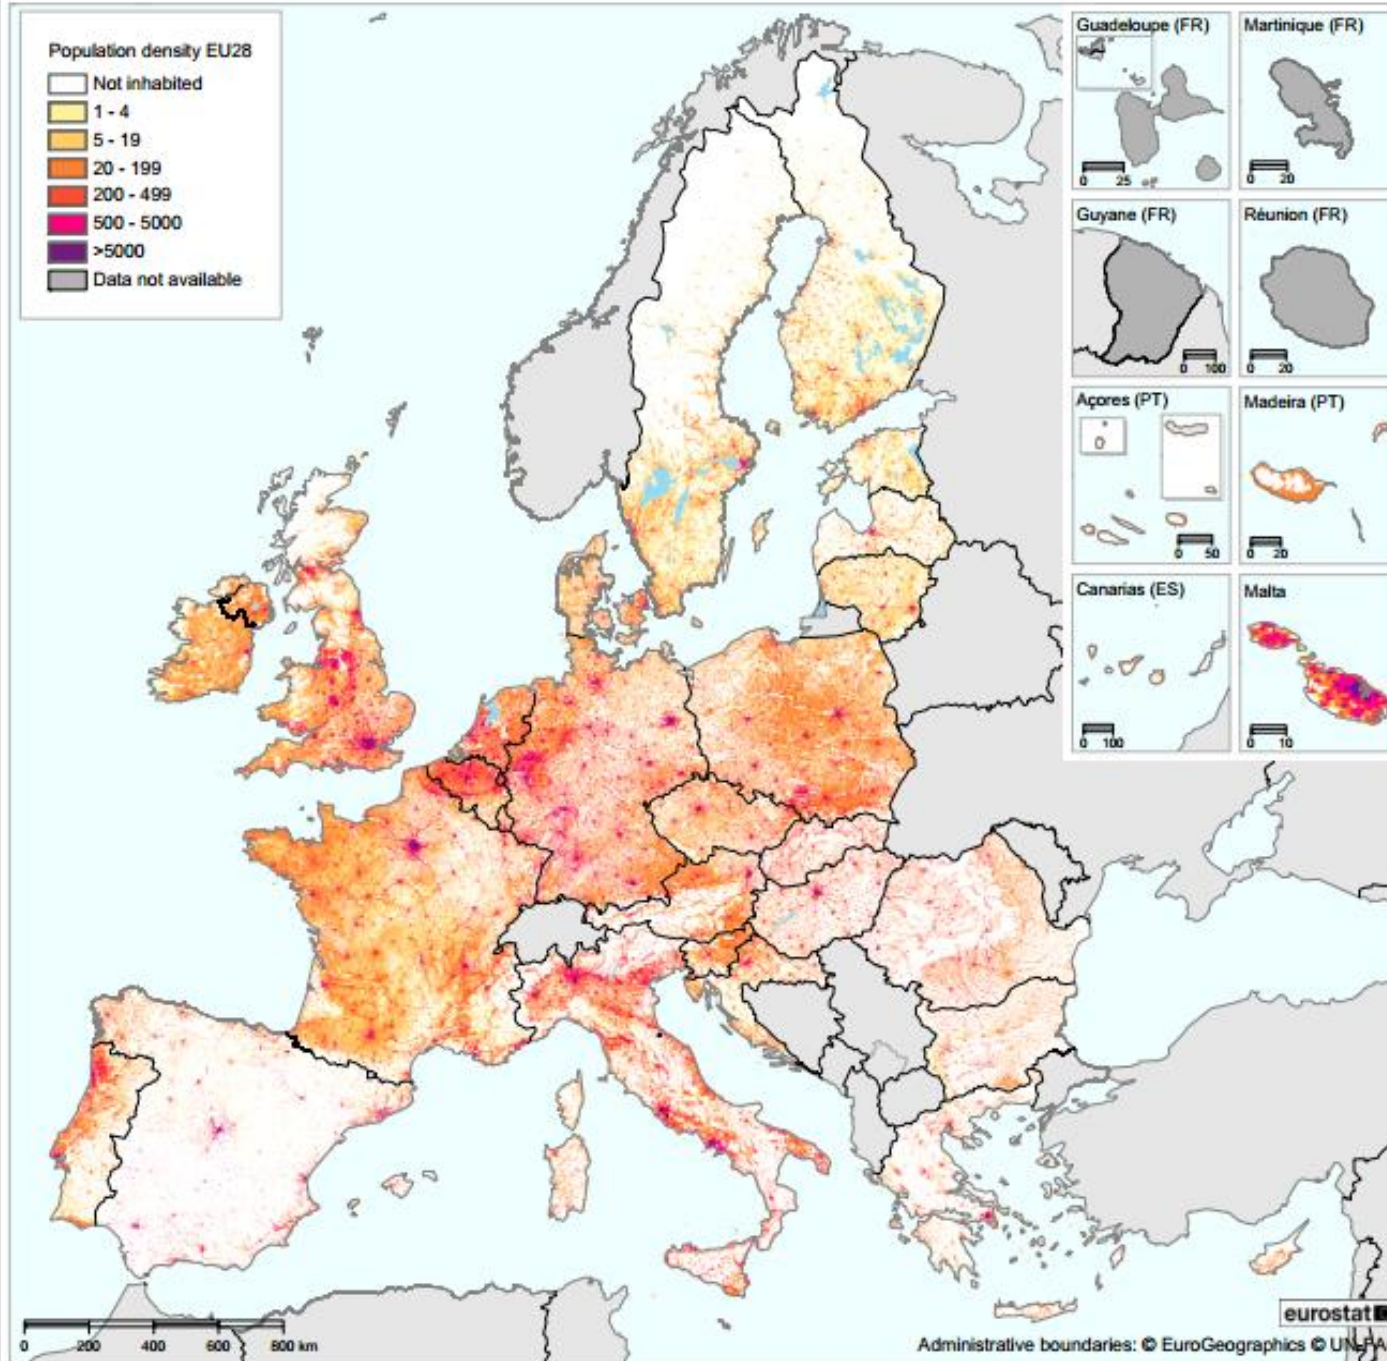 Population density EU28
Not inhabited
1 - 4
5 - 19
20 - 199
200 - 499
500 - 5000
>5000
Data not available
Guadeloupe (FR)
0 25
Martinique (FR)
0 20
Guyane (FR)
0 100
Réunion (FR)
0 20
Açores (PT)
0 50
Madeira (PT)
0 20
Canarias (ES)
0 100
Malta
0 10
eurostat
0 200 400 600 800 km
Administrative boundaries: © EuroGeographics © UN-FA